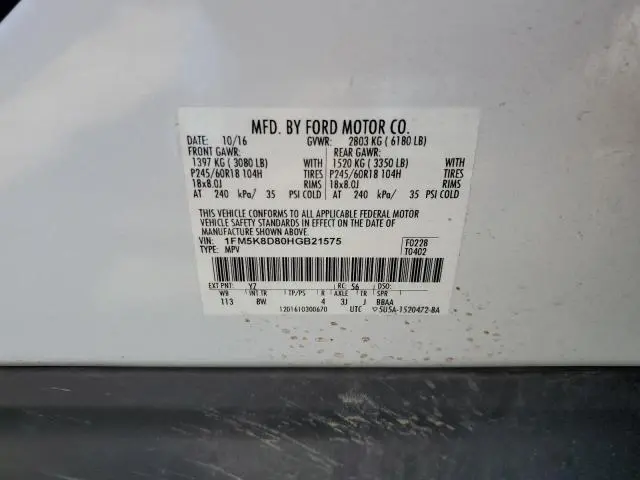 MFD. BY FORD MOTOR CO.
DATE: 10/16 GVWR: 2803 KG ( 6180 LB)
FRONT GAWR: REAR GAWR:
1397 KG ( 3080 LB) WITH 1520 KG ( 3350 LB) WITH
P245/60R18 104H TIRES P245/60R18 104H TIRES
18x8.0J RIMS 18x8.0J RIMS
AT 240 kPa/ 35 PSI COLD AT 240 kPa/ 35 PSI COLD
THIS VEHICLE CONFORMS TO ALL APPLICABLE FEDERAL MOTOR
VEHICLE SAFETY STANDARDS IN EFFECT ON THE DATE OF
MANUFACTURE SHOWN ABOVE.
VIN: 1FM5K8D80HGB21575 F0228
TYPE: MPV T0402
EXT PNT: YZ RC: 56 DSO:
WB INT TR TP/PS R AXLE TR SPR
113 8W 4 3J J BBAA
12D1610300670 UTC ▽5U5A-1520472-BA